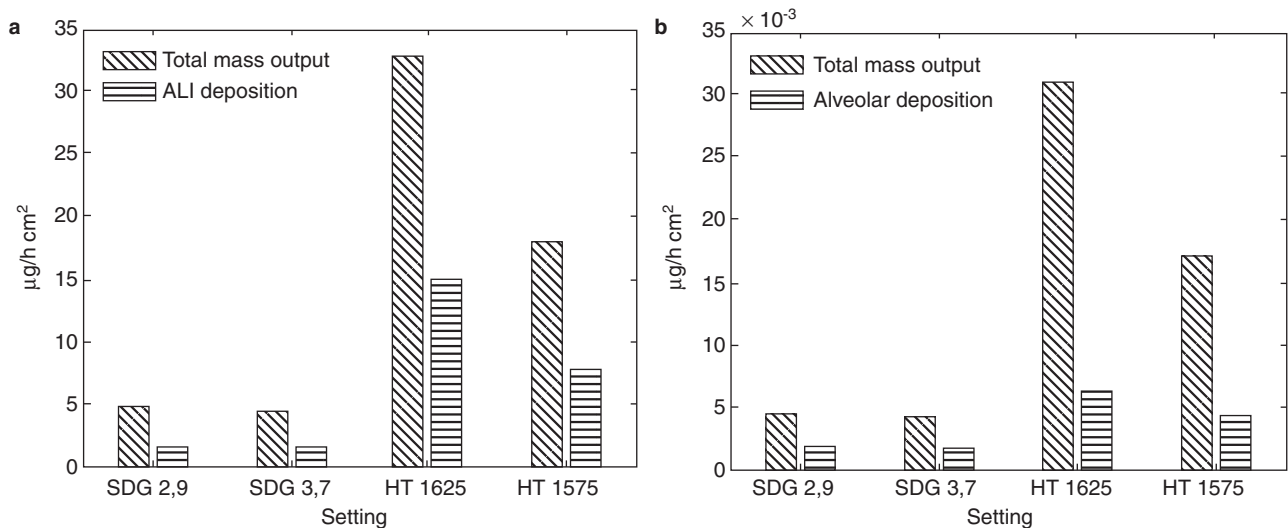 a
35
30
25
20
15
10
5
0
µg/h cm²
Total mass output
ALI deposition
SDG 2,9 SDG 3,7 HT 1625 HT 1575
Setting
b
× 10⁻³
35
30
25
35
15
10
5
0
µg/h cm²
Total mass output
Alveolar deposition
SDG 2,9 SDG 3,7 HT 1625 HT 1575
Setting